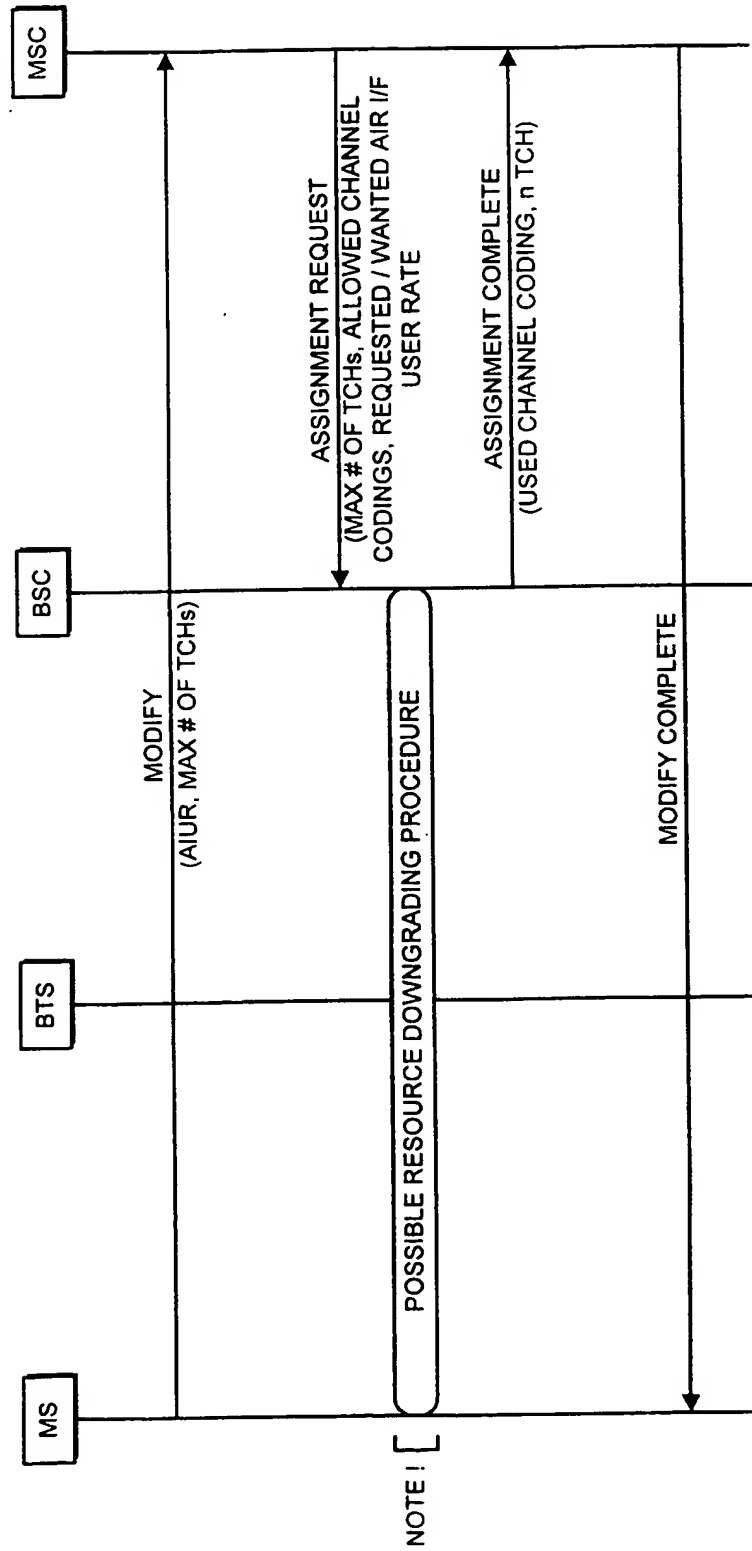 MS
BTS
BSC
MSC
MODIFY
(AIUR, MAX # OF TCHs)
ASSIGNMENT REQUEST
(MAX # OF TCHs, ALLOWED CHANNEL
CODINGS, REQUESTED / WANTED AIR I/F
USER RATE
NOTE !
POSSIBLE RESOURCE DOWNGRADING PROCEDURE
ASSIGNMENT COMPLETE
(USED CHANNEL CODING, n TCH)
MODIFY COMPLETE